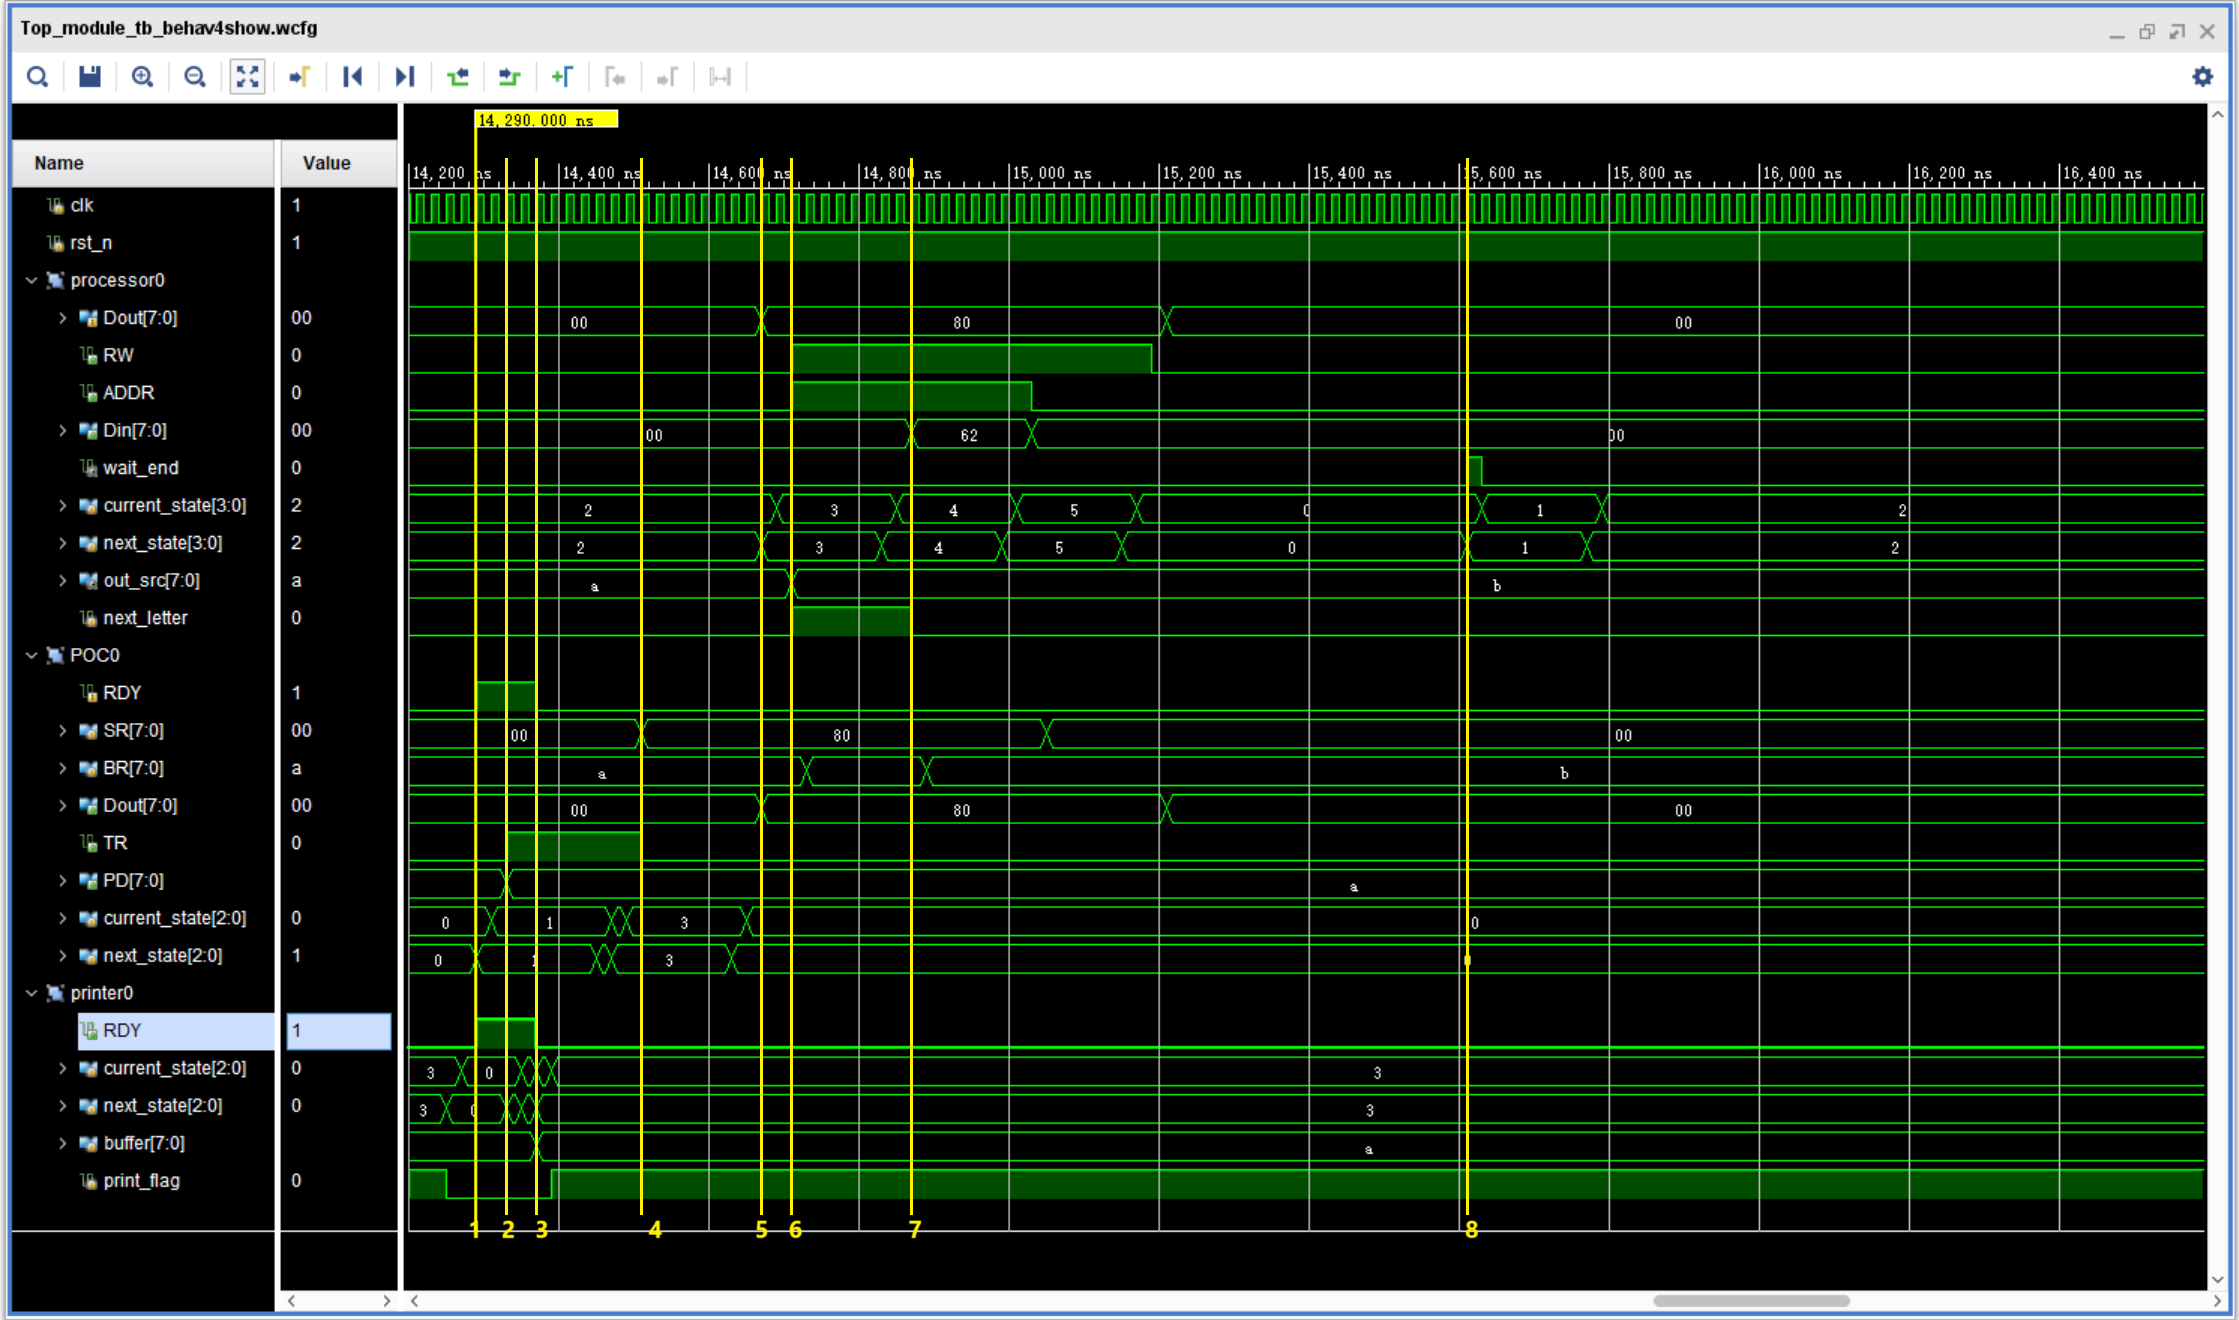 Top_module_tb_behav4show.wcfg
14,290.000 ns
Name Value
14,200 ns 14,400 ns 14,600 ns 14,800 ns 15,000 ns 15,200 ns 15,400 ns 15,600 ns 15,800 ns 16,000 ns 16,200 ns 16,400 ns
clk 1
rst_n 1
processor0
Dout[7:0] 00 00 80 00
RW 0
ADDR 0
Din[7:0] 00 00 62 00
wait_end 0
current_state[3:0] 2 2 3 4 5 0 1 2
next_state[3:0] 2 2 3 4 5 0 1 2
out_src[7:0] a a b
next_letter 0
POC0
RDY 1
SR[7:0] 00 00 80 00
BR[7:0] a a b
Dout[7:0] 00 00 80 00
TR 0
PD[7:0] a
current_state[2:0] 0 0 1 3 0
next_state[2:0] 1 0 1 3 0
printer0
RDY 1
current_state[2:0] 0 3 0 3
next_state[2:0] 0 3 0 3
buffer[7:0] a
print_flag 0
1 2 3 4 5 6 7 8